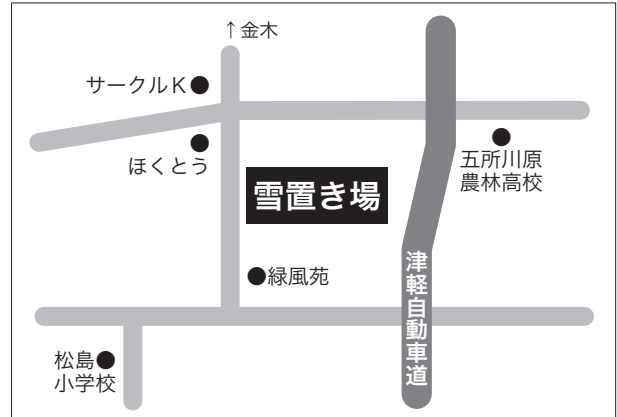 ↑金木
サークルK●
ほくとう
五所川原
農林高校
雪置き場
●緑風苑
津軽自動車道
松島●
小学校